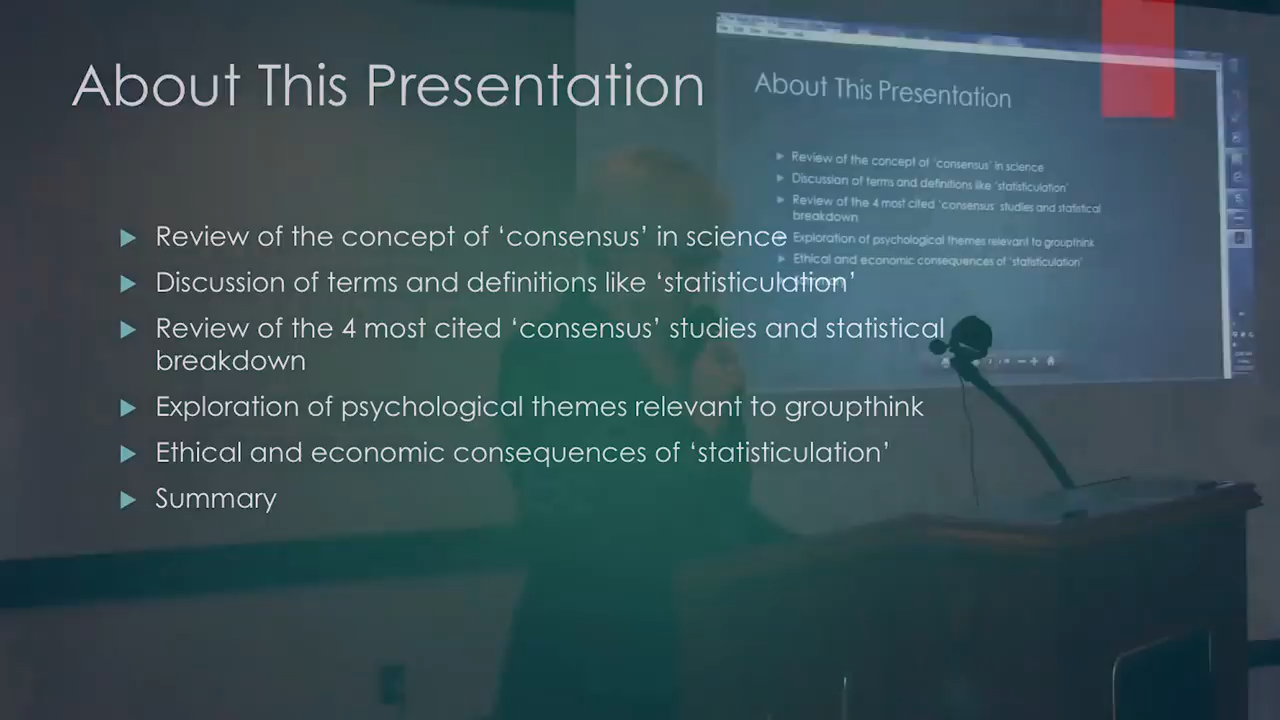 About This Presentation
Review of the concept of ‘consensus’ in science
Discussion of terms and definitions like ‘statisticulation’
Review of the 4 most cited ‘consensus’ studies and statistical
breakdown
Exploration of psychological themes relevant to groupthink
Ethical and economic consequences of ‘statisticulation’
Summary
About This Presentation
Review of the concept of ‘consensus’ in science
Discussion of terms and definitions like ‘statisticulation’
Review of the 4 most cited ‘consensus’ studies and statistical
breakdown
Exploration of psychological themes relevant to groupthink
Ethical and economic consequences of ‘statisticulation’